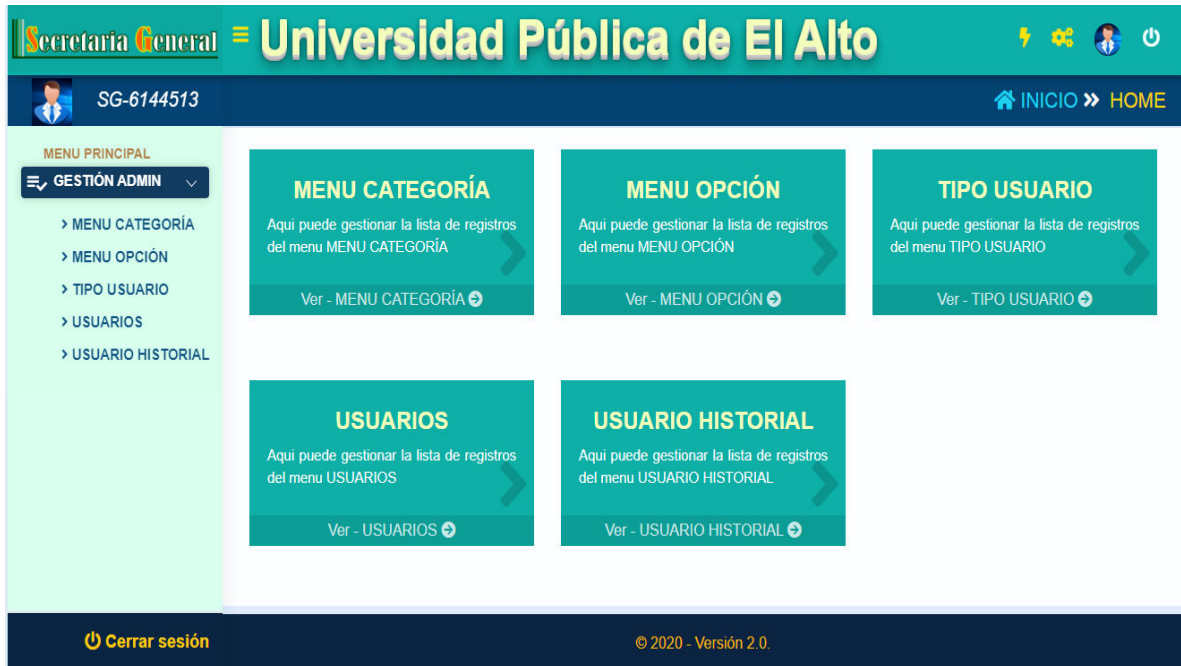 Secretaria General
Universidad Pública de El Alto
SG-6144513
INICIO » HOME
MENU PRINCIPAL
GESTIÓN ADMIN
> MENU CATEGORÍA
> MENU OPCIÓN
> TIPO USUARIO
> USUARIOS
> USUARIO HISTORIAL
MENU CATEGORÍA
Aqui puede gestionar la lista de registros
del menu MENU CATEGORÍA
Ver - MENU CATEGORÍA
MENU OPCIÓN
Aqui puede gestionar la lista de registros
del menu MENU OPCIÓN
Ver - MENU OPCIÓN
TIPO USUARIO
Aqui puede gestionar la lista de registros
del menu TIPO USUARIO
Ver - TIPO USUARIO
USUARIOS
Aqui puede gestionar la lista de registros
del menu USUARIOS
Ver - USUARIOS
USUARIO HISTORIAL
Aqui puede gestionar la lista de registros
del menu USUARIO HISTORIAL
Ver - USUARIO HISTORIAL
Cerrar sesión
© 2020 - Versión 2.0.